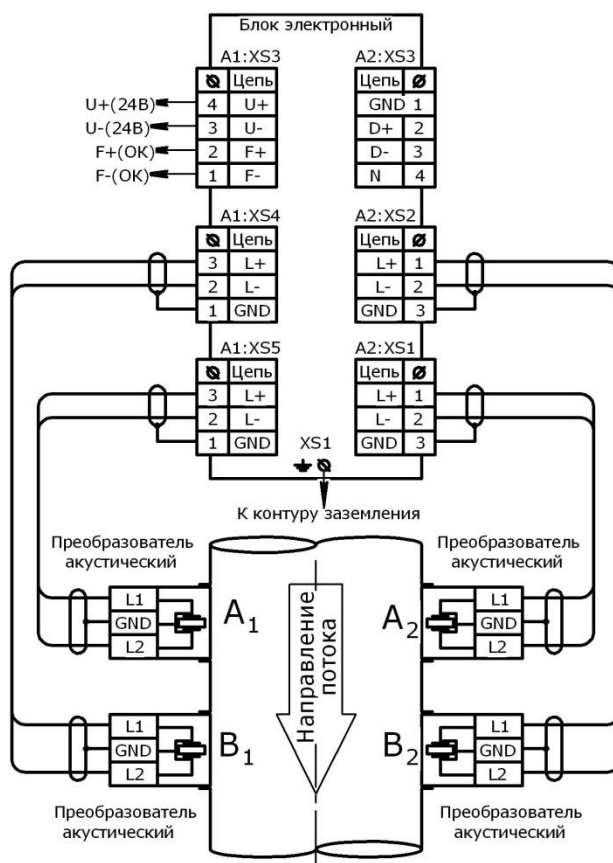 Блок электронный
A1:XS3
Цепь
4 U+
3 U-
2 F+
1 F-
U+(24В)
U-(24В)
F+(ОК)
F-(ОК)
A2:XS3
Цепь
GND 1
D+ 2
D- 3
N 4
A1:XS4
Цепь
3 L+
2 L-
1 GND
A2:XS2
Цепь
L+ 1
L- 2
GND 3
A1:XS5
Цепь
3 L+
2 L-
1 GND
A2:XS1
Цепь
L+ 1
L- 2
GND 3
XS1
К контуру заземления
Преобразователь
акустический
L1
GND
L2
A1
Преобразователь
акустический
L1
GND
L2
A2
Направление
потока
L1
GND
L2
B1
Преобразователь
акустический
L1
GND
L2
B2
Преобразователь
акустический